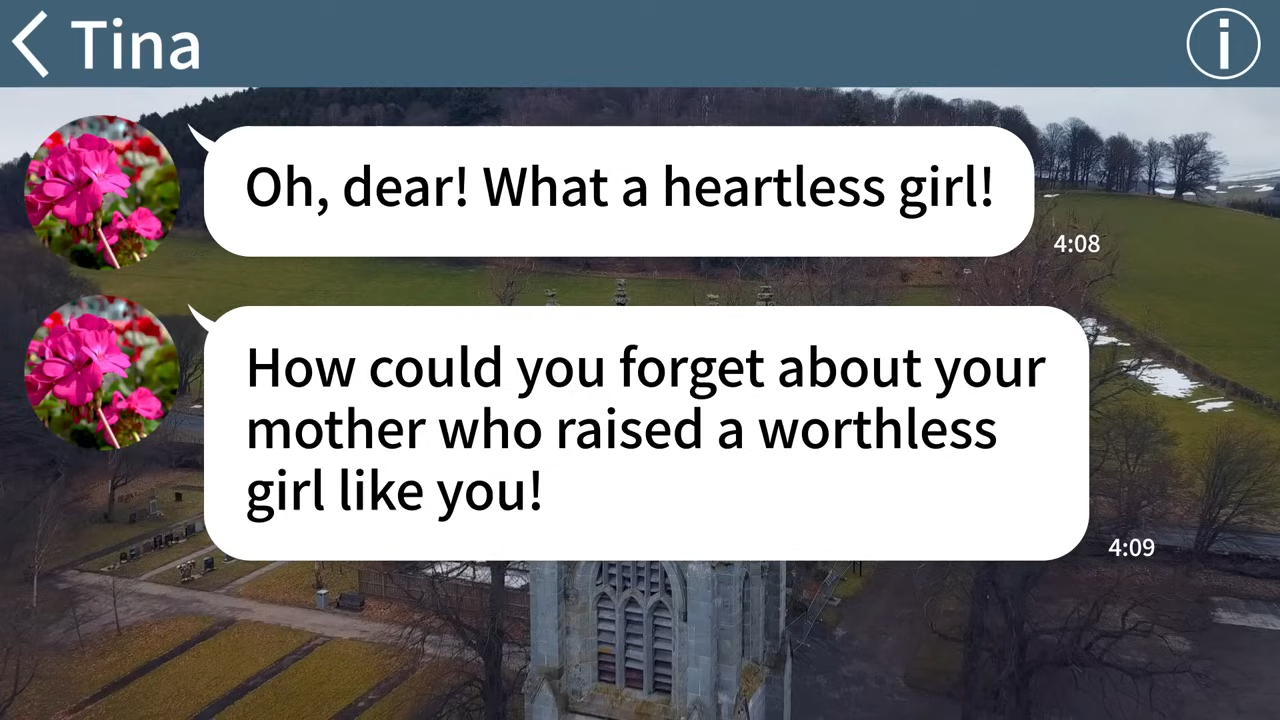 Tina
Oh, dear! What a heartless girl!
4:08
How could you forget about your
mother who raised a worthless
girl like you!
4:09